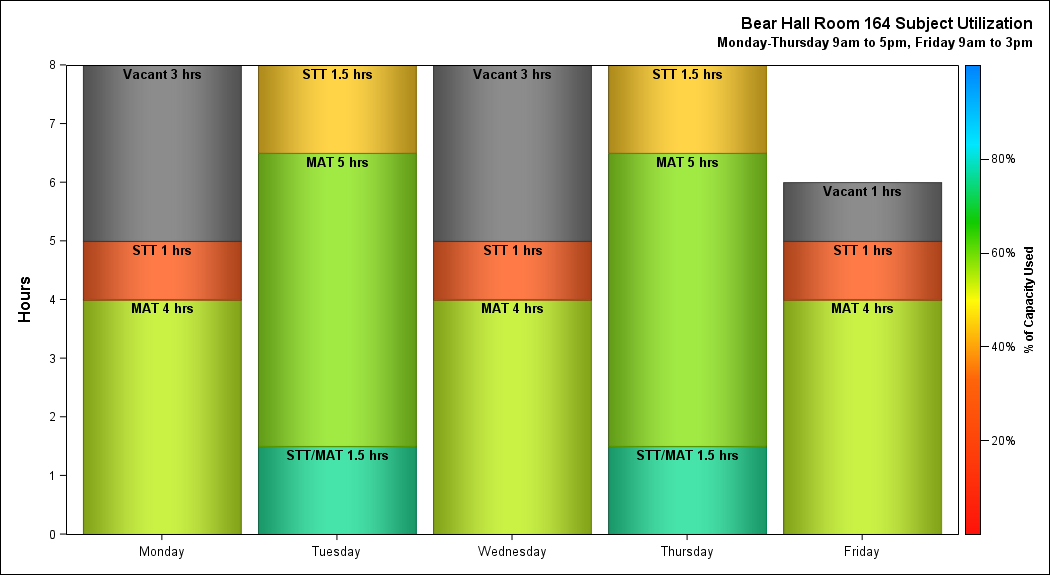 Bear Hall Room 164 Subject Utilization
Monday-Thursday 9am to 5pm, Friday 9am to 3pm
Hours
8
7
6
5
4
3
2
1
0
Vacant 3 hrs
STT 1 hrs
MAT 4 hrs
STT 1.5 hrs
MAT 5 hrs
STT/MAT 1.5 hrs
Vacant 3 hrs
STT 1 hrs
MAT 4 hrs
STT 1.5 hrs
MAT 5 hrs
STT/MAT 1.5 hrs
Vacant 1 hrs
STT 1 hrs
MAT 4 hrs
Monday
Tuesday
Wednesday
Thursday
Friday
80%
60%
40%
20%
% of Capacity Used